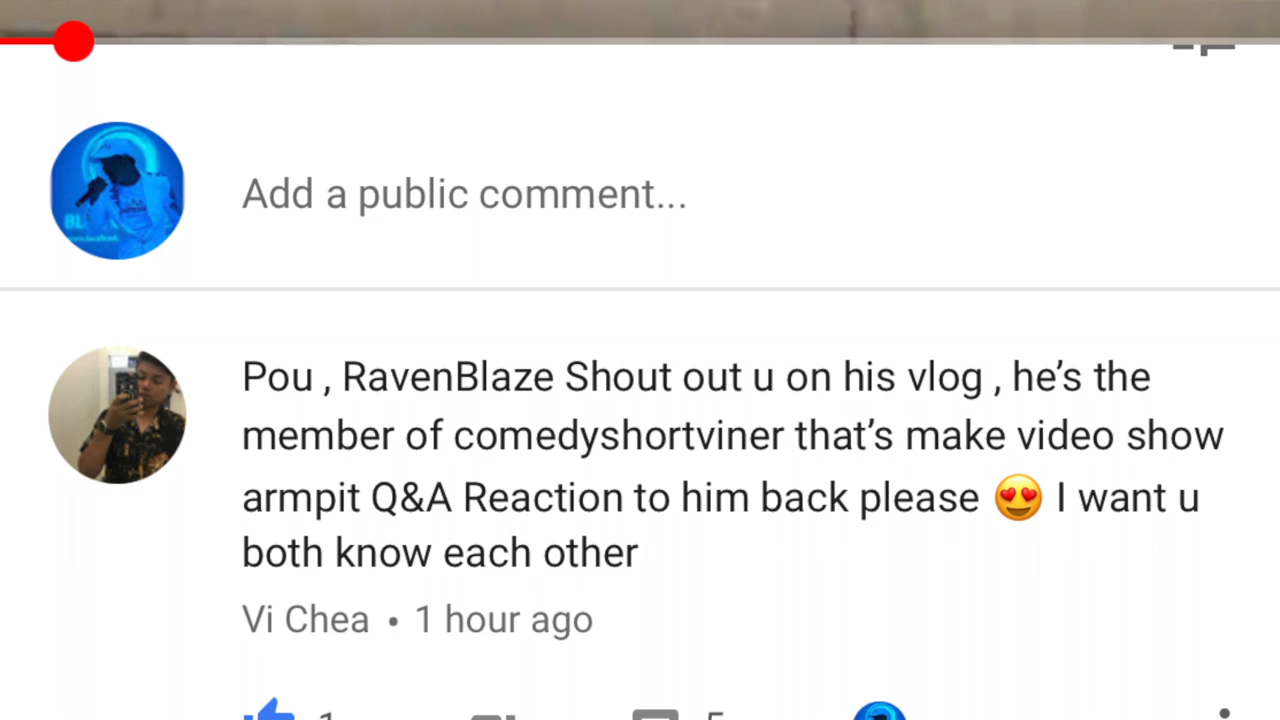 Add a public comment...
Pou , RavenBlaze Shout out u on his vlog , he’s the
member of comedyshortviner that’s make video show
armpit Q&A Reaction to him back please 😍 I want u
both know each other
Vi Chea • 1 hour ago